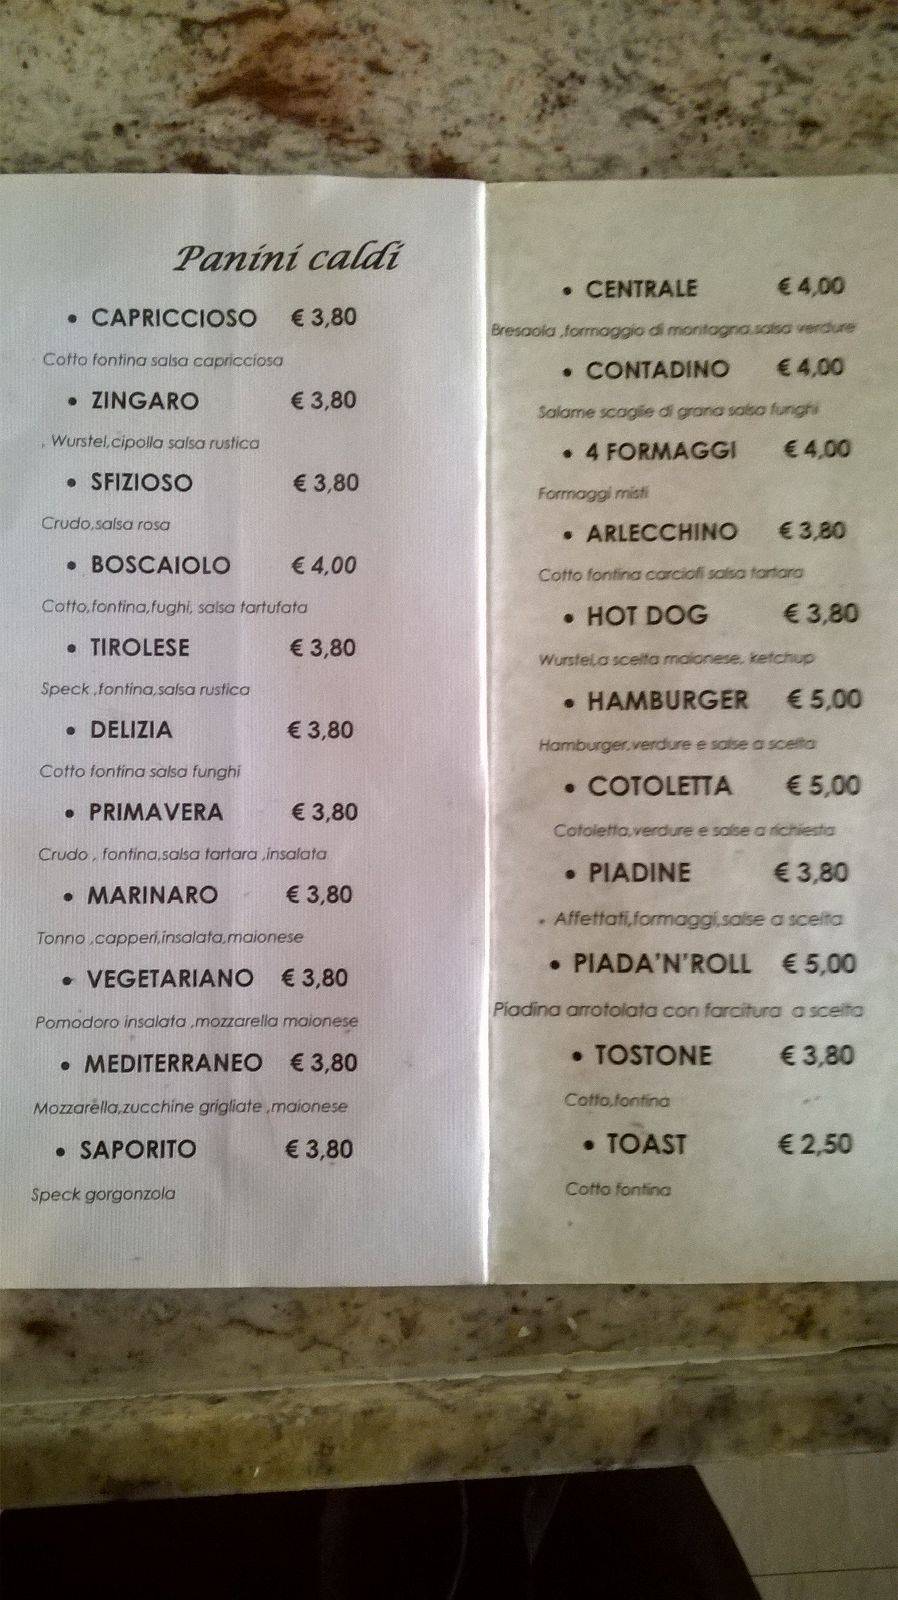 Panini caldi
• CAPRICCIOSO € 3,80
Cotto fontina salsa capricciosa
• ZINGARO € 3,80
, Wurstel,cipolla salsa rustica
• SFIZIOSO € 3,80
Crudo,salsa rosa
• BOSCAIOLO € 4,00
Cotto,fontina,fughi, salsa tartufata
• TIROLESE € 3,80
Speck ,fontina,salsa rustica
• DELIZIA € 3,80
Cotto fontina salsa funghi
• PRIMAVERA € 3,80
Crudo , fontina,salsa tartara ,insalata
• MARINARO € 3,80
Tonno ,capperi,insalata,maionese
• VEGETARIANO € 3,80
Pomodoro insalata ,mozzarella maionese
• MEDITERRANEO € 3,80
Mozzarella,zucchine grigliate ,maionese
• SAPORITO € 3,80
Speck gorgonzola
• CENTRALE € 4,00
Bresaola ,formaggio di montagna,salsa verdure
• CONTADINO € 4,00
Salame scaglie di grana salsa funghi
• 4 FORMAGGI € 4,00
Formaggi misti
• ARLECCHINO € 3,80
Cotto fontina carciofi salsa tartara
• HOT DOG € 3,80
Wurstel,a scelta maionese, ketchup
• HAMBURGER € 5,00
Hamburger,verdure e salse a scelta
• COTOLETTA € 5,00
Cotoletta,verdure e salse a richiesta
• PIADINE € 3,80
. Affettati,formaggi,salse a scelta
• PIADA'N'ROLL € 5,00
Piadina arrotolata con farcitura a scelta
• TOSTONE € 3,80
Cotto,fontina
• TOAST € 2,50
Cotto fontina